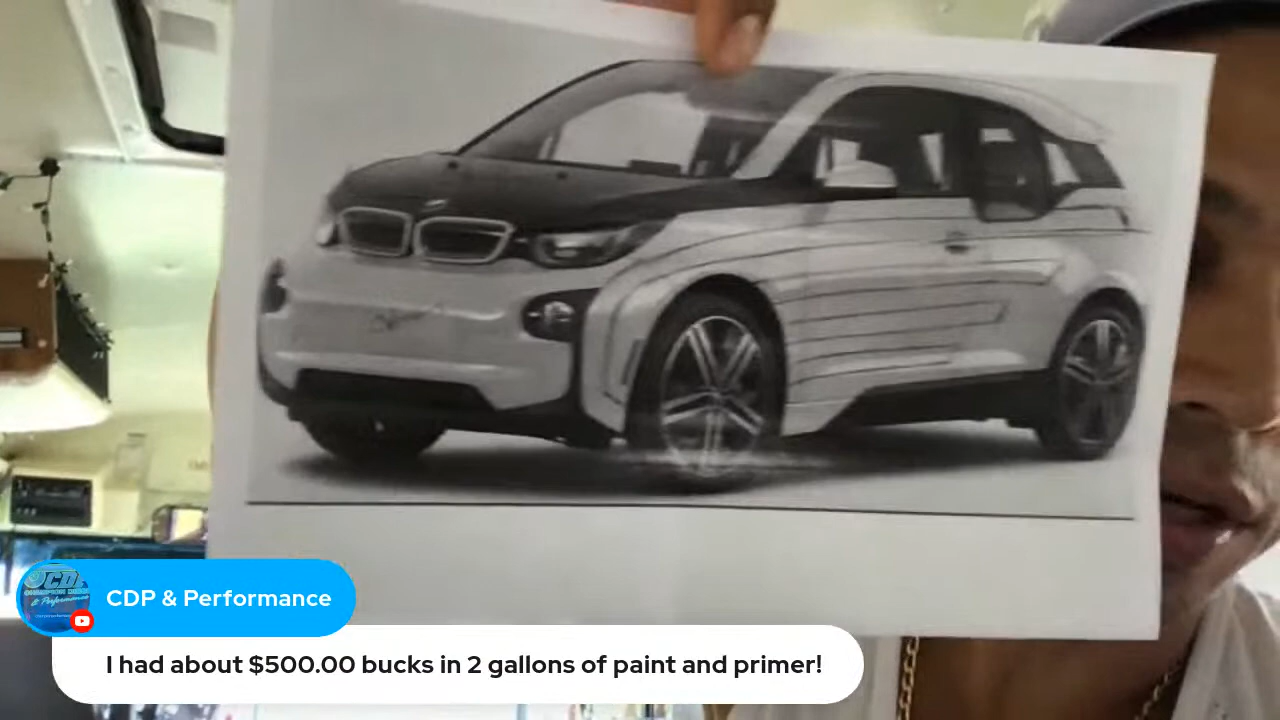 CDP & Performance
I had about $500.00 bucks in 2 gallons of paint and primer!